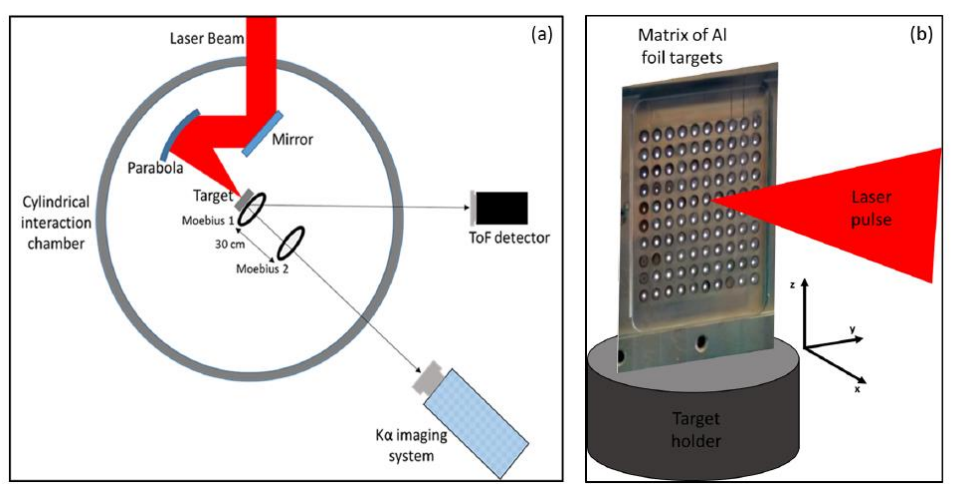 (a)
Laser Beam
Mirror
Parabola
Target
Cylindrical
interaction
chamber
Moebius 1
30 cm
Moebius 2
ToF detector
Kα imaging
system
(b)
Matrix of Al
foil targets
Laser
pulse
z
y
x
Target
holder